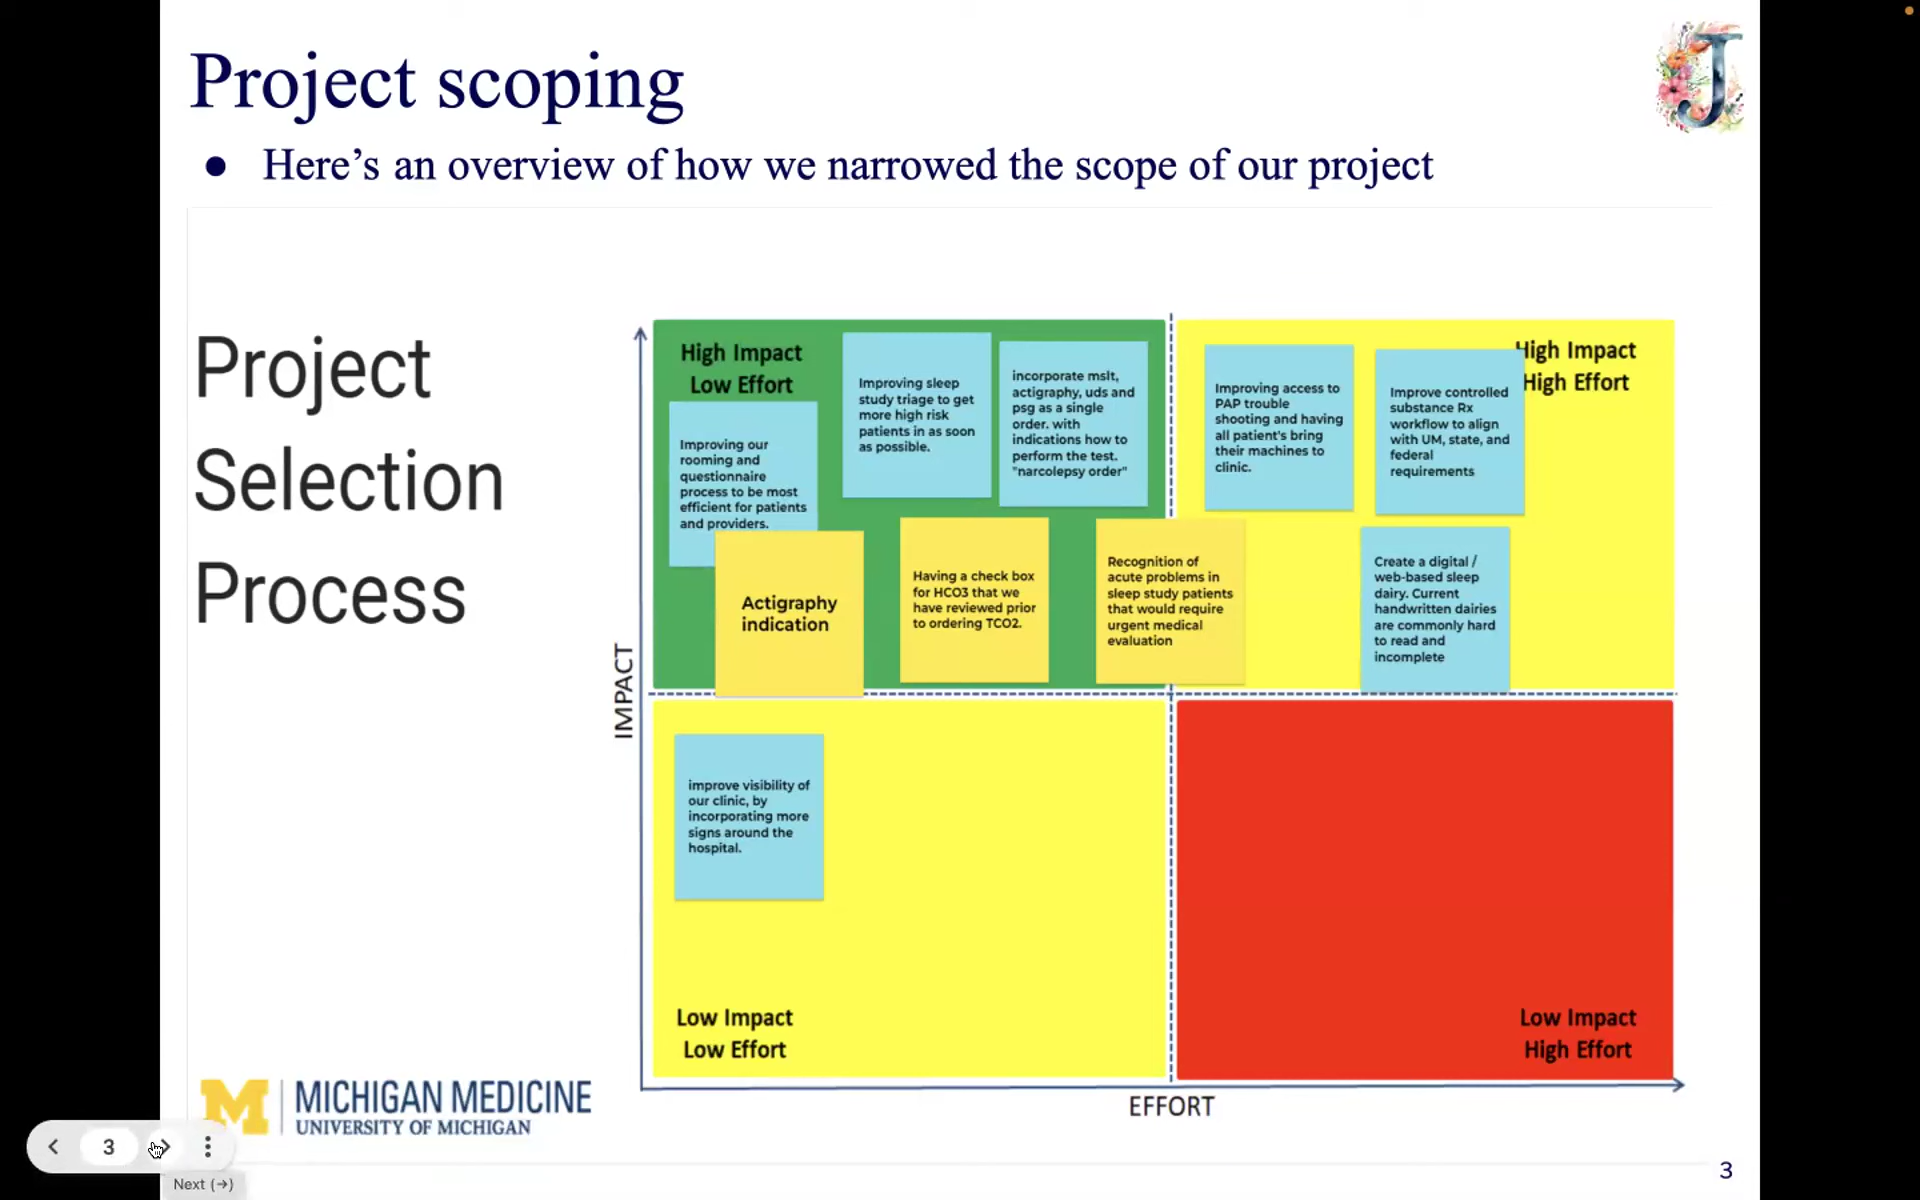 Project scoping
J
● Here’s an overview of how we narrowed the scope of our project
Project
Selection
Process
IMPACT
High Impact
Low Effort
Improving our
rooming and
questionnaire
process to be most
efficient for patients
and providers.
Improving sleep
study triage to get
more high risk
patients in as soon
as possible.
incorporate mslt,
actigraphy, uds and
psg as a single
order. with
indications how to
perform the test.
"narcolepsy order"
Actigraphy
indication
Having a check box
for HCO3 that we
have reviewed prior
to ordering TCO2.
Recognition of
acute problems in
sleep study patients
that would require
urgent medical
evaluation
High Impact
High Effort
Improving access to
PAP trouble
shooting and having
all patient's bring
their machines to
clinic.
Improve controlled
substance Rx
workflow to align
with UM, state, and
federal
requirements
Create a digital /
web-based sleep
dairy. Current
handwritten dairies
are commonly hard
to read and
incomplete
improve visibility of
our clinic, by
incorporating more
signs around the
hospital.
Low Impact
Low Effort
Low Impact
High Effort
EFFORT
M MICHIGAN MEDICINE
UNIVERSITY OF MICHIGAN
3
Next (→)
3